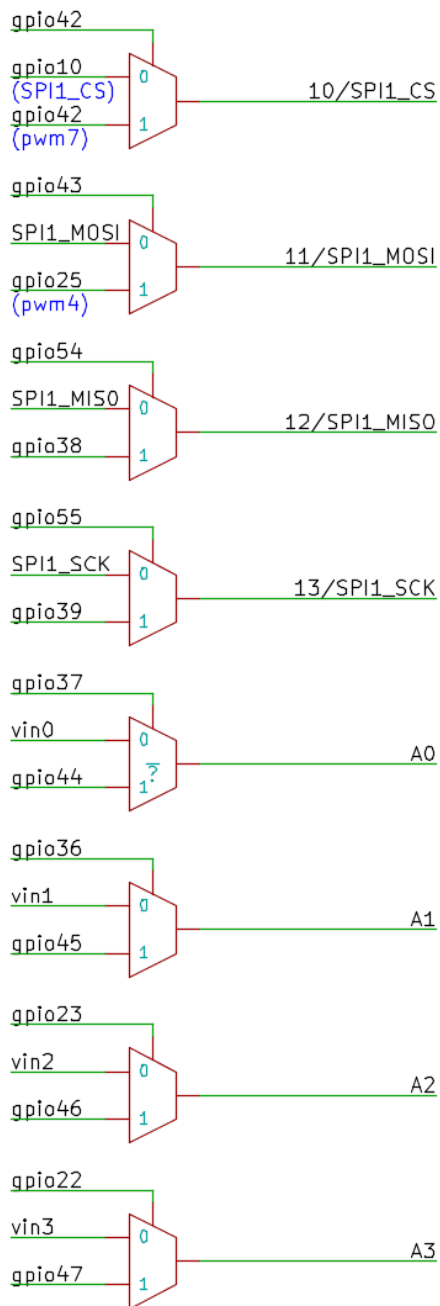 gpio42
gpio10
0
(SPI1_CS)
10/SPI1_CS
gpio42
1
(pwm7)
gpio43
SPI1_MOSI
0
11/SPI1_MOSI
gpio25
1
(pwm4)
gpio54
SPI1_MISO
0
12/SPI1_MISO
gpio38
1
gpio55
SPI1_SCK
0
13/SPI1_SCK
gpio39
1
gpio37
vin0
0
A0
?
gpio44
1
gpio36
vin1
0
A1
gpio45
1
gpio23
vin2
0
A2
gpio46
1
gpio22
vin3
0
A3
gpio47
1